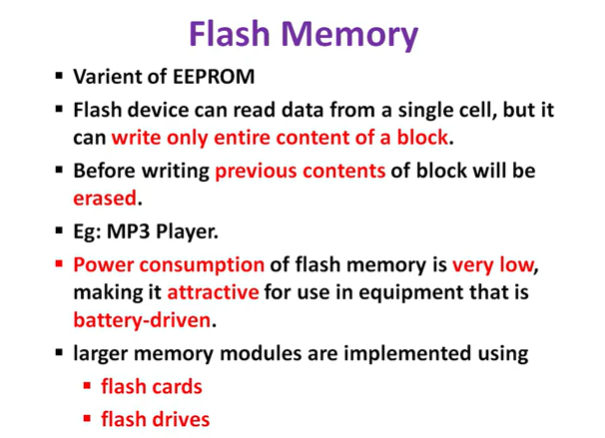 Flash Memory
▪ Varient of EEPROM
▪ Flash device can read data from a single cell, but it
can write only entire content of a block.
▪ Before writing previous contents of block will be
erased.
▪ Eg: MP3 Player.
▪ Power consumption of flash memory is very low,
making it attractive for use in equipment that is
battery-driven.
▪ larger memory modules are implemented using
▪ flash cards
▪ flash drives